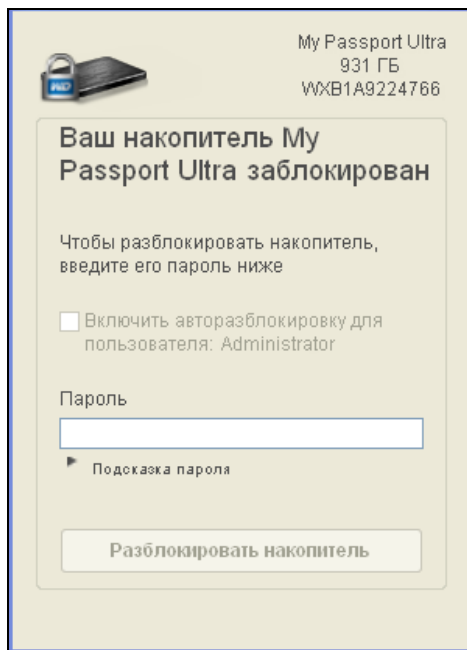 My Passport Ultra
931 ГБ
WXB1A9224766
WD
Ваш накопитель My
Passport Ultra заблокирован
Чтобы разблокировать накопитель,
введите его пароль ниже
Включить авторазблокировку для
пользователя: Administrator
Пароль
Подсказка пароля
Разблокировать накопитель